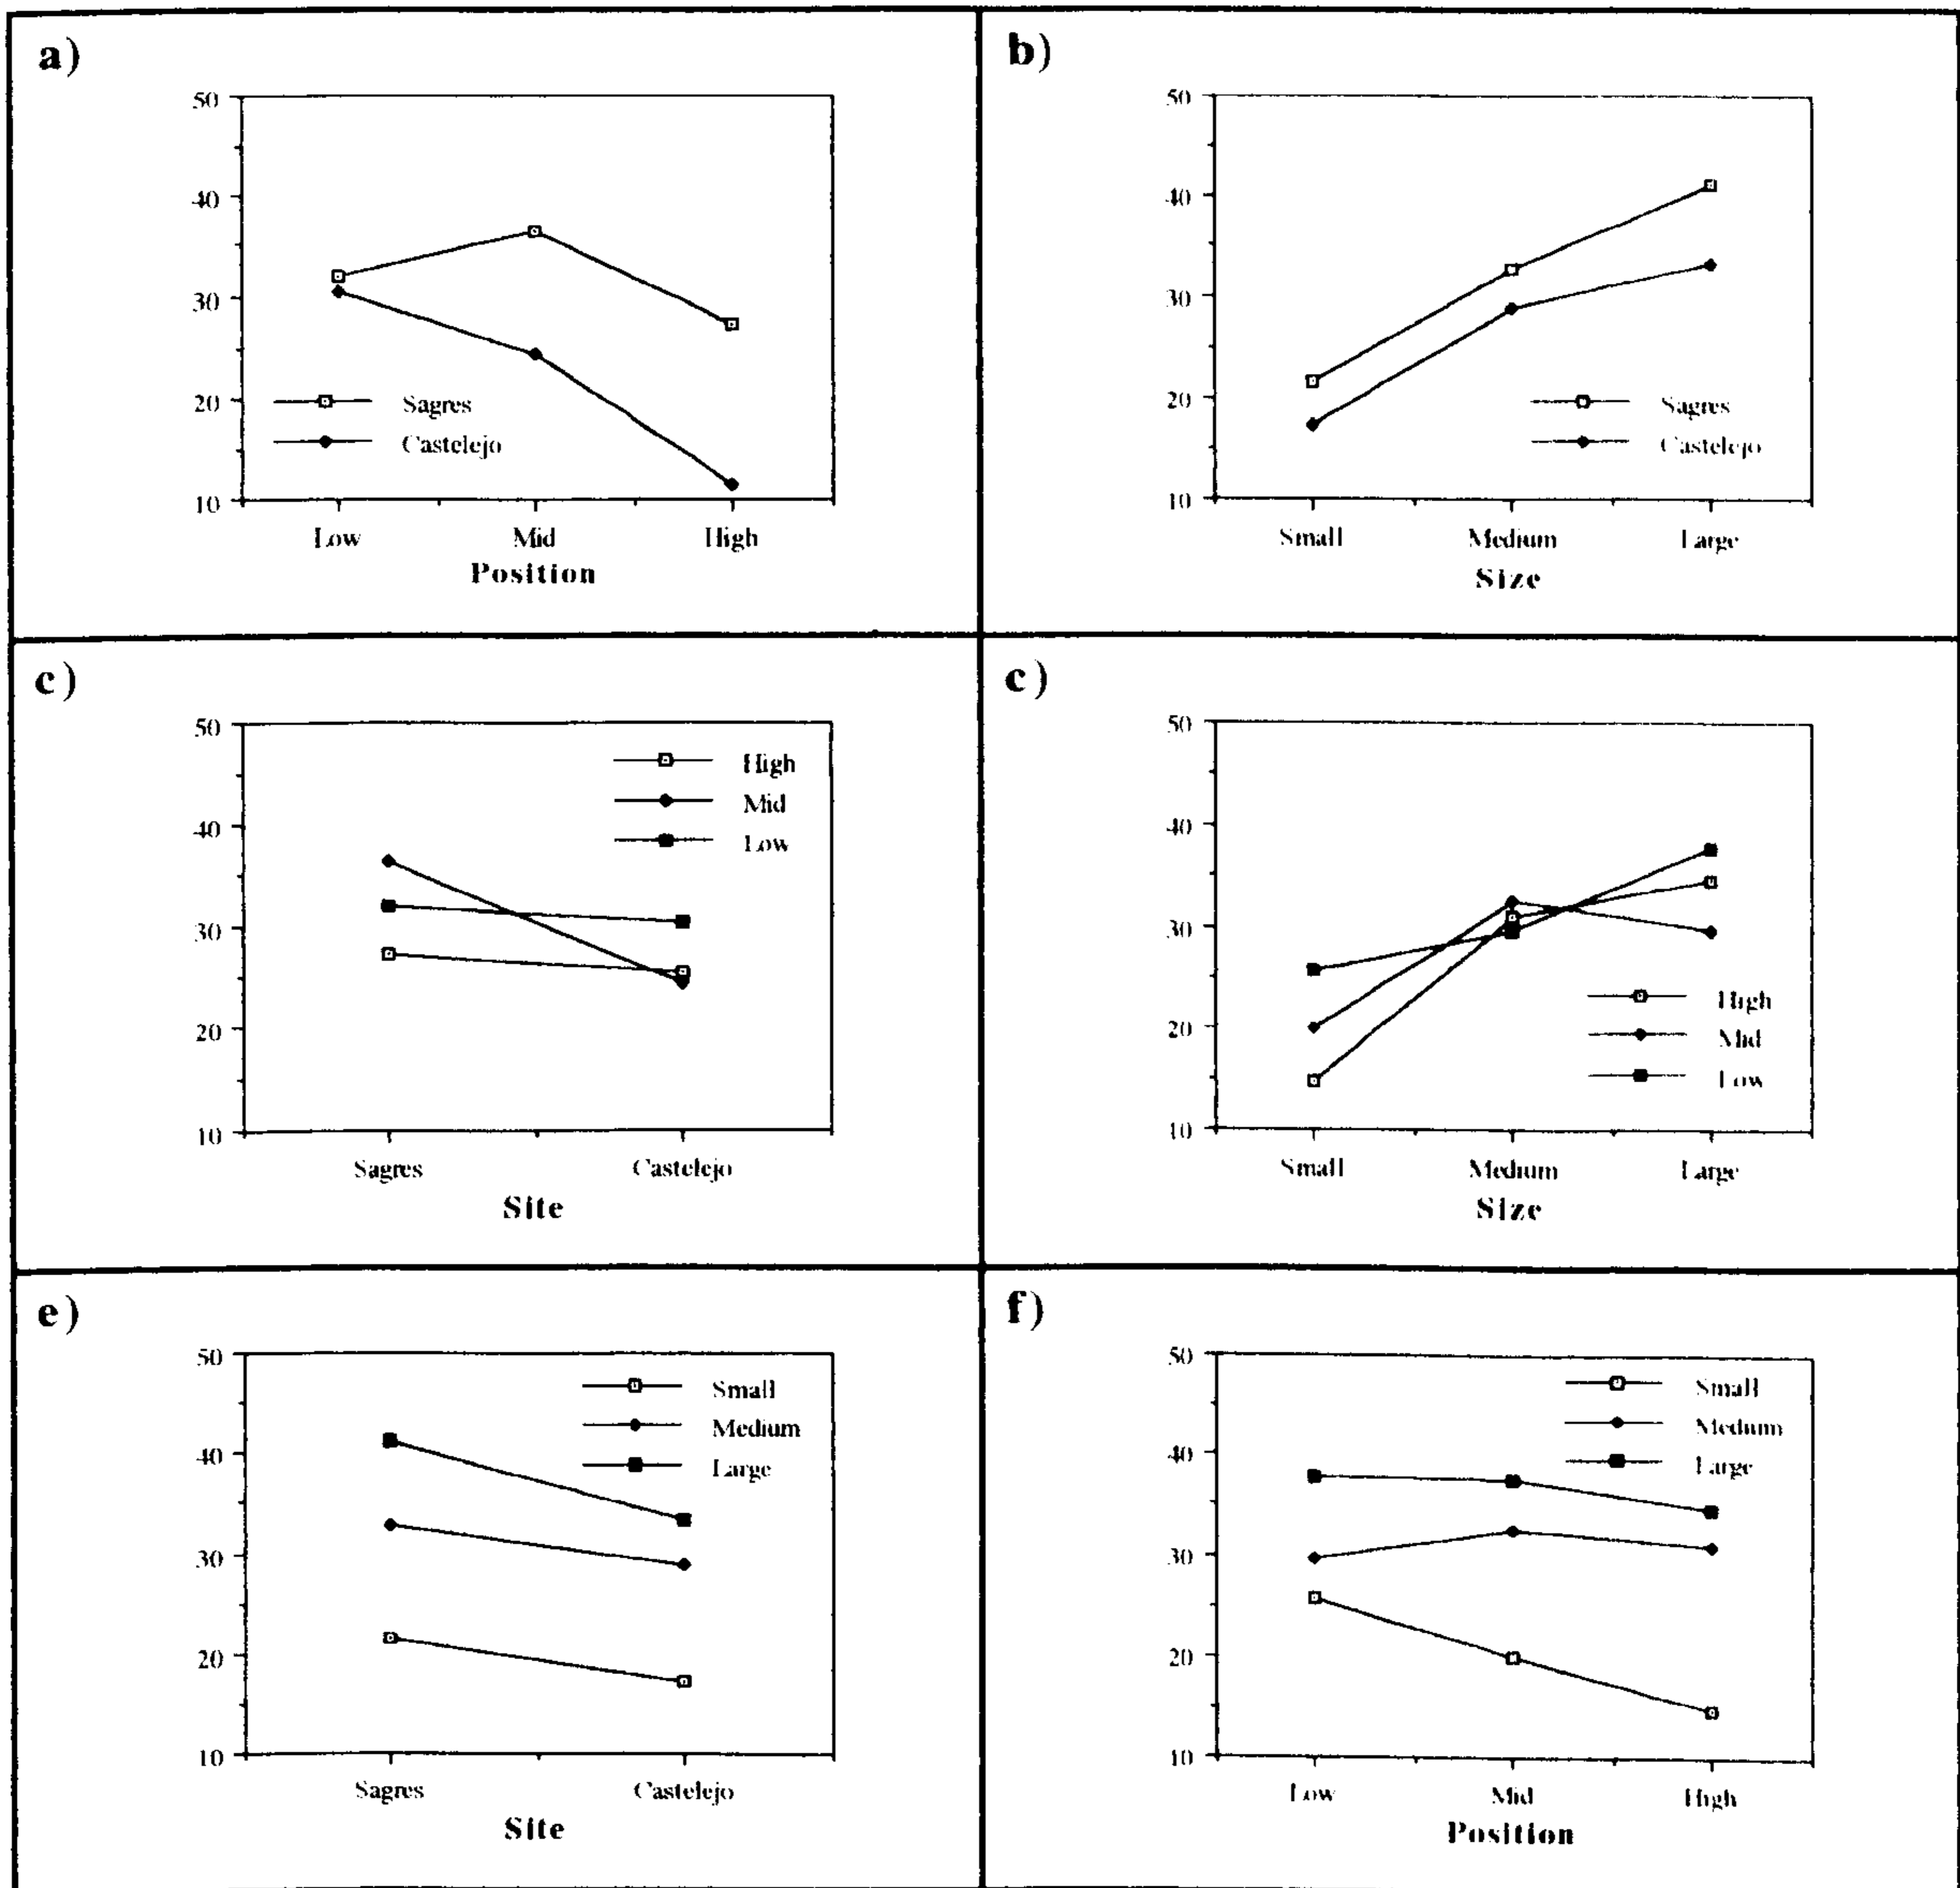 a)
50
40
30
20
10
Sagres
Castelejo
Low Mid High
Position
b)
50
40
30
20
10
Sagres
Castelejo
Small Medium Large
Size
c)
50
40
30
20
10
High
Mid
Low
Sagres Castelejo
Site
c)
50
40
30
20
10
High
Mid
Low
Small Medium Large
Size
e)
50
40
30
20
10
Small
Medium
Large
Sagres Castelejo
Site
f)
50
40
30
20
10
Small
Medium
Large
Low Mid High
Position